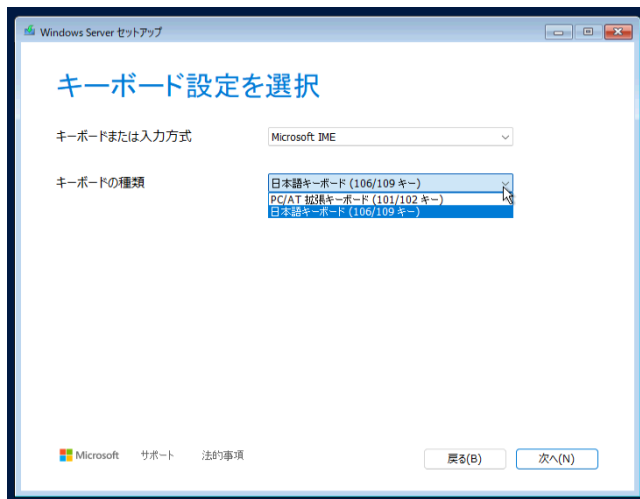 Windows Server セットアップ
キーボード設定を選択
キーボードまたは入力方式 Microsoft IME
キーボードの種類 日本語キーボード (106/109 キー)
PC/AT 拡張キーボード (101/102 キー)
日本語キーボード (106/109 キー)
Microsoft サポート 法的事項 戻る(B) 次へ(N)